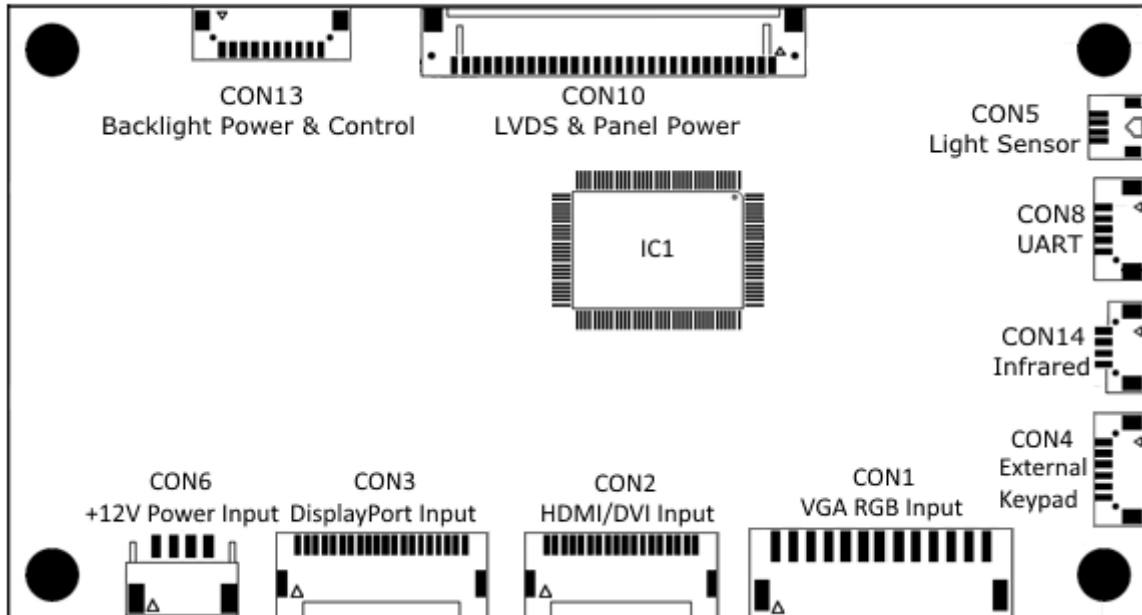 CON13
Backlight Power & Control
CON10
LVDS & Panel Power
CON5
Light Sensor
CON8
UART
IC1
CON14
Infrared
CON4
External
Keypad
CON6
+12V Power Input
CON3
DisplayPort Input
CON2
HDMI/DVI Input
CON1
VGA RGB Input